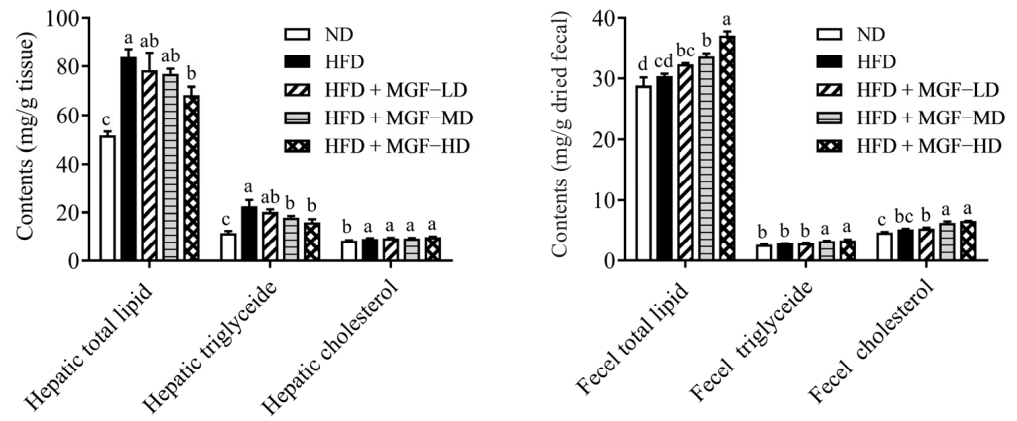 Contents (mg/g tissue)
100
80
60
40
20
0
ND
HFD
HFD + MGF−LD
HFD + MGF−MD
HFD + MGF−HD
c a ab ab b
c a ab b b
b a a a a
Hepatic total lipid
Hepatic triglyceide
Hepatic cholesterol
Contents (mg/g dried fecal)
40
30
20
10
0
ND
HFD
HFD + MGF−LD
HFD + MGF−MD
HFD + MGF−HD
d cd bc b a
b b b a a
c bc b a a
Fecel total lipid
Fecel triglyceide
Fecel cholesterol